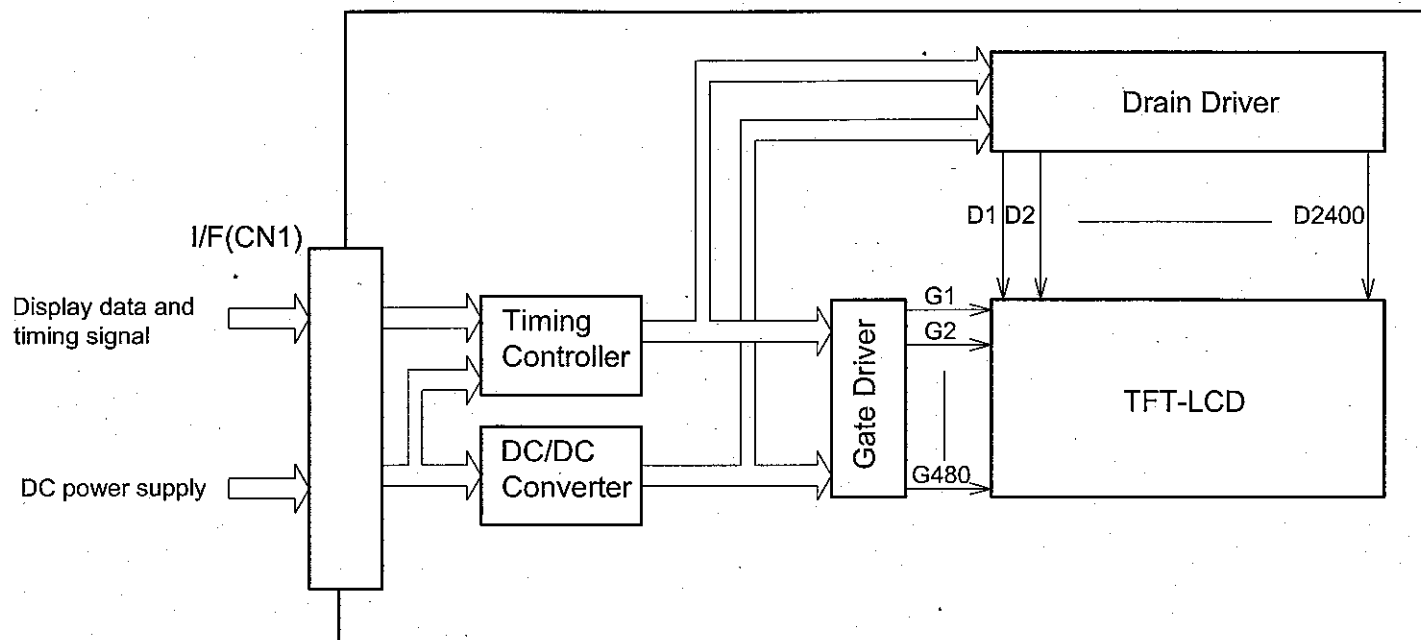 Drain Driver
D1 D2 D2400
I/F(CN1)
Display data and
timing signal
Timing
Controller
Gate Driver
G1
G2
TFT-LCD
DC/DC
Converter
G480
DC power supply